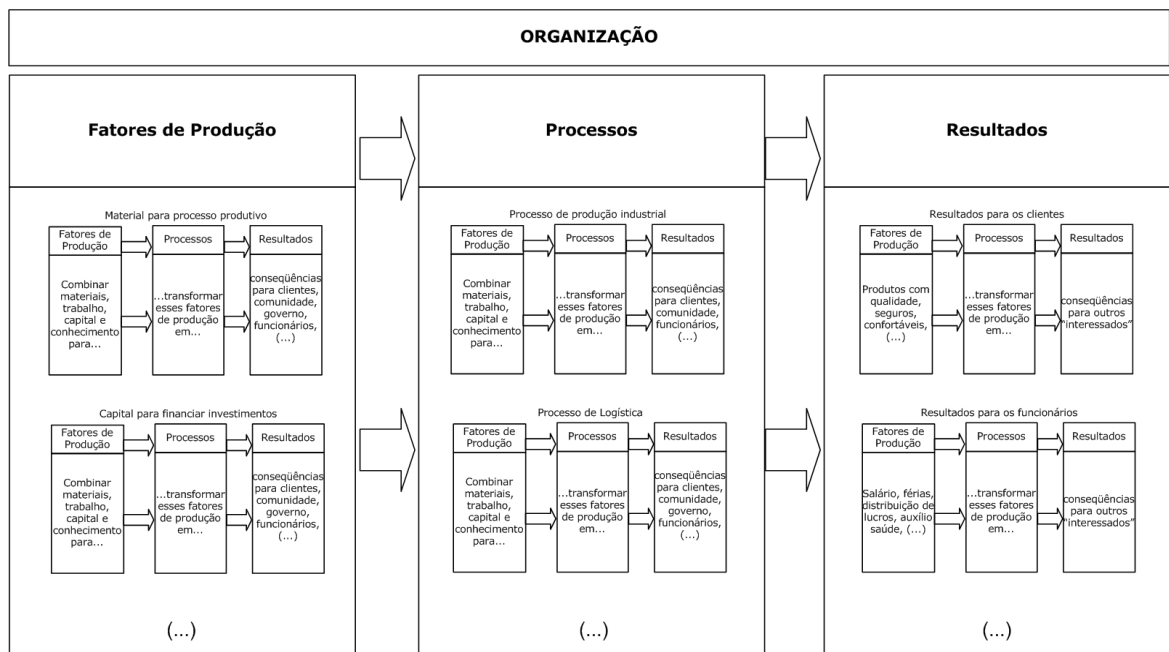 ORGANIZAÇÃO
Fatores de Produção
Material para processo produtivo
Fatores de
Produção
Processos
Resultados
Combinar
materiais,
trabalho,
capital e
conhecimento
para...
...transformar
esses fatores
de produção
em...
conseqüências
para clientes,
comunidade,
governo,
funcionários,
(...)
Capital para financiar investimentos
Fatores de
Produção
Processos
Resultados
Combinar
materiais,
trabalho,
capital e
conhecimento
para...
...transformar
esses fatores
de produção
em...
conseqüências
para clientes,
comunidade,
governo,
funcionários,
(...)
(...)
Processos
Processo de produção industrial
Fatores de
Produção
Processos
Resultados
Combinar
materiais,
trabalho,
capital e
conhecimento
para...
...transformar
esses fatores
de produção
em...
conseqüências
para clientes,
comunidade,
funcionários,
(...)
Processo de Logística
Fatores de
Produção
Processos
Resultados
Combinar
materiais,
trabalho,
capital e
conhecimento
para...
...transformar
esses fatores
de produção
em...
conseqüências
para clientes,
comunidade,
governo,
funcionários,
(...)
(...)
Resultados
Resultados para os clientes
Fatores de
Produção
Processos
Resultados
Produtos com
qualidade,
seguros,
confortáveis,
(...)
...transformar
esses fatores
de produção
em...
conseqüências
para outros
“interessados”
Resultados para os funcionários
Fatores de
Produção
Processos
Resultados
Salário, férias,
distribuição de
lucros, auxílio
saúde, (...)
...transformar
esses fatores
de produção
em...
conseqüências
para outros
“interessados”
(...)